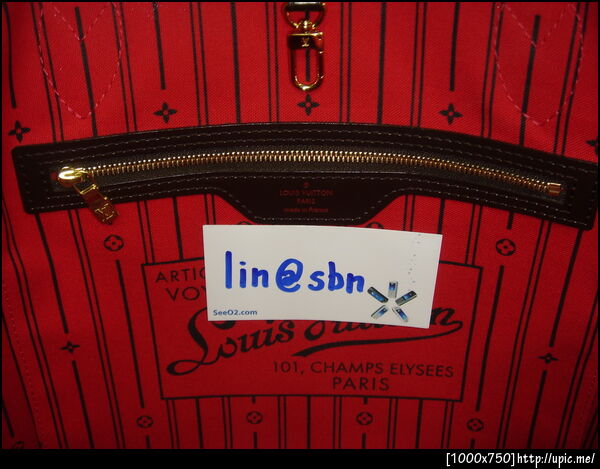 LOUIS VUITTON
PARIS
made in France
lin@sbn
SeeO2.com
ARTIC
VOY
Louis Vuitton
101, CHAMPS ELYSEES
PARIS
[1000x750]http://upic.me/